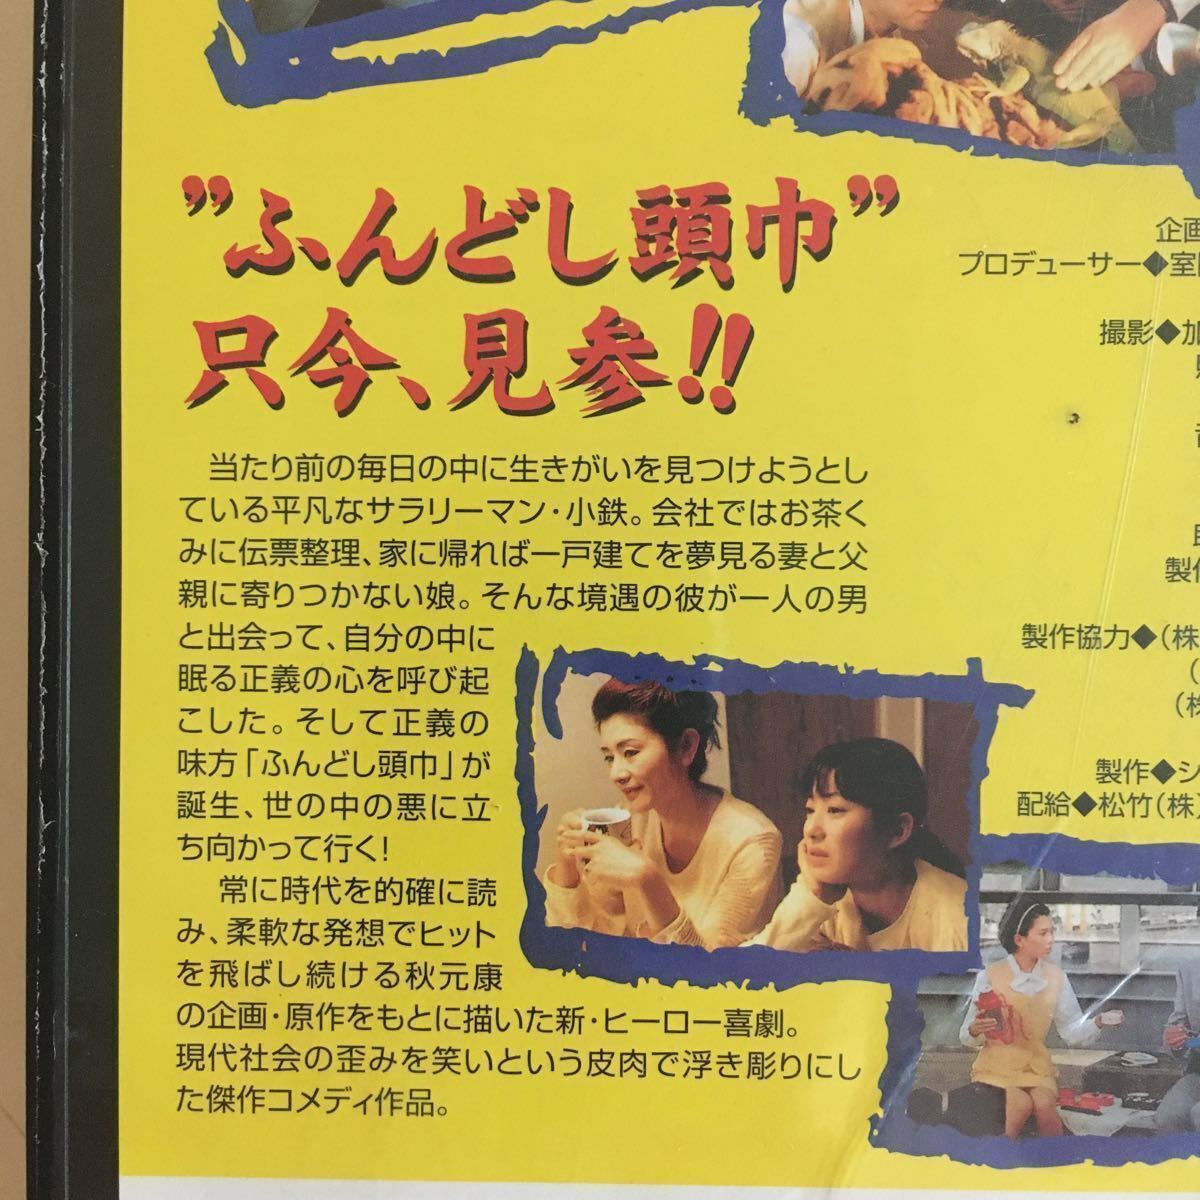 ”ふんどし頭巾”
只今、見参!!
当たり前の毎日の中に生きがいを見つけようとし
ている平凡なサラリーマン・小鉄。会社ではお茶く
みに伝票整理、家に帰れば一戸建てを夢見る妻と父
親に寄りつかない娘。そんな境遇の彼が一人の男
と出会って、自分の中に
眠る正義の心を呼び起
こした。そして正義の
味方「ふんどし頭巾」が
誕生、世の中の悪に立
ち向かって行く!
常に時代を的確に読
み、柔軟な発想でヒット
を飛ばし続ける秋元康
の企画・原作をもとに描いた新・ヒーロー喜劇。
現代社会の歪みを笑いという皮肉で浮き彫りにし
た傑作コメディ作品。
企画
プロデューサー◆室
撮影◆加
製作協力◆(株
(
(株
製作◆シ
配給◆松竹(株)